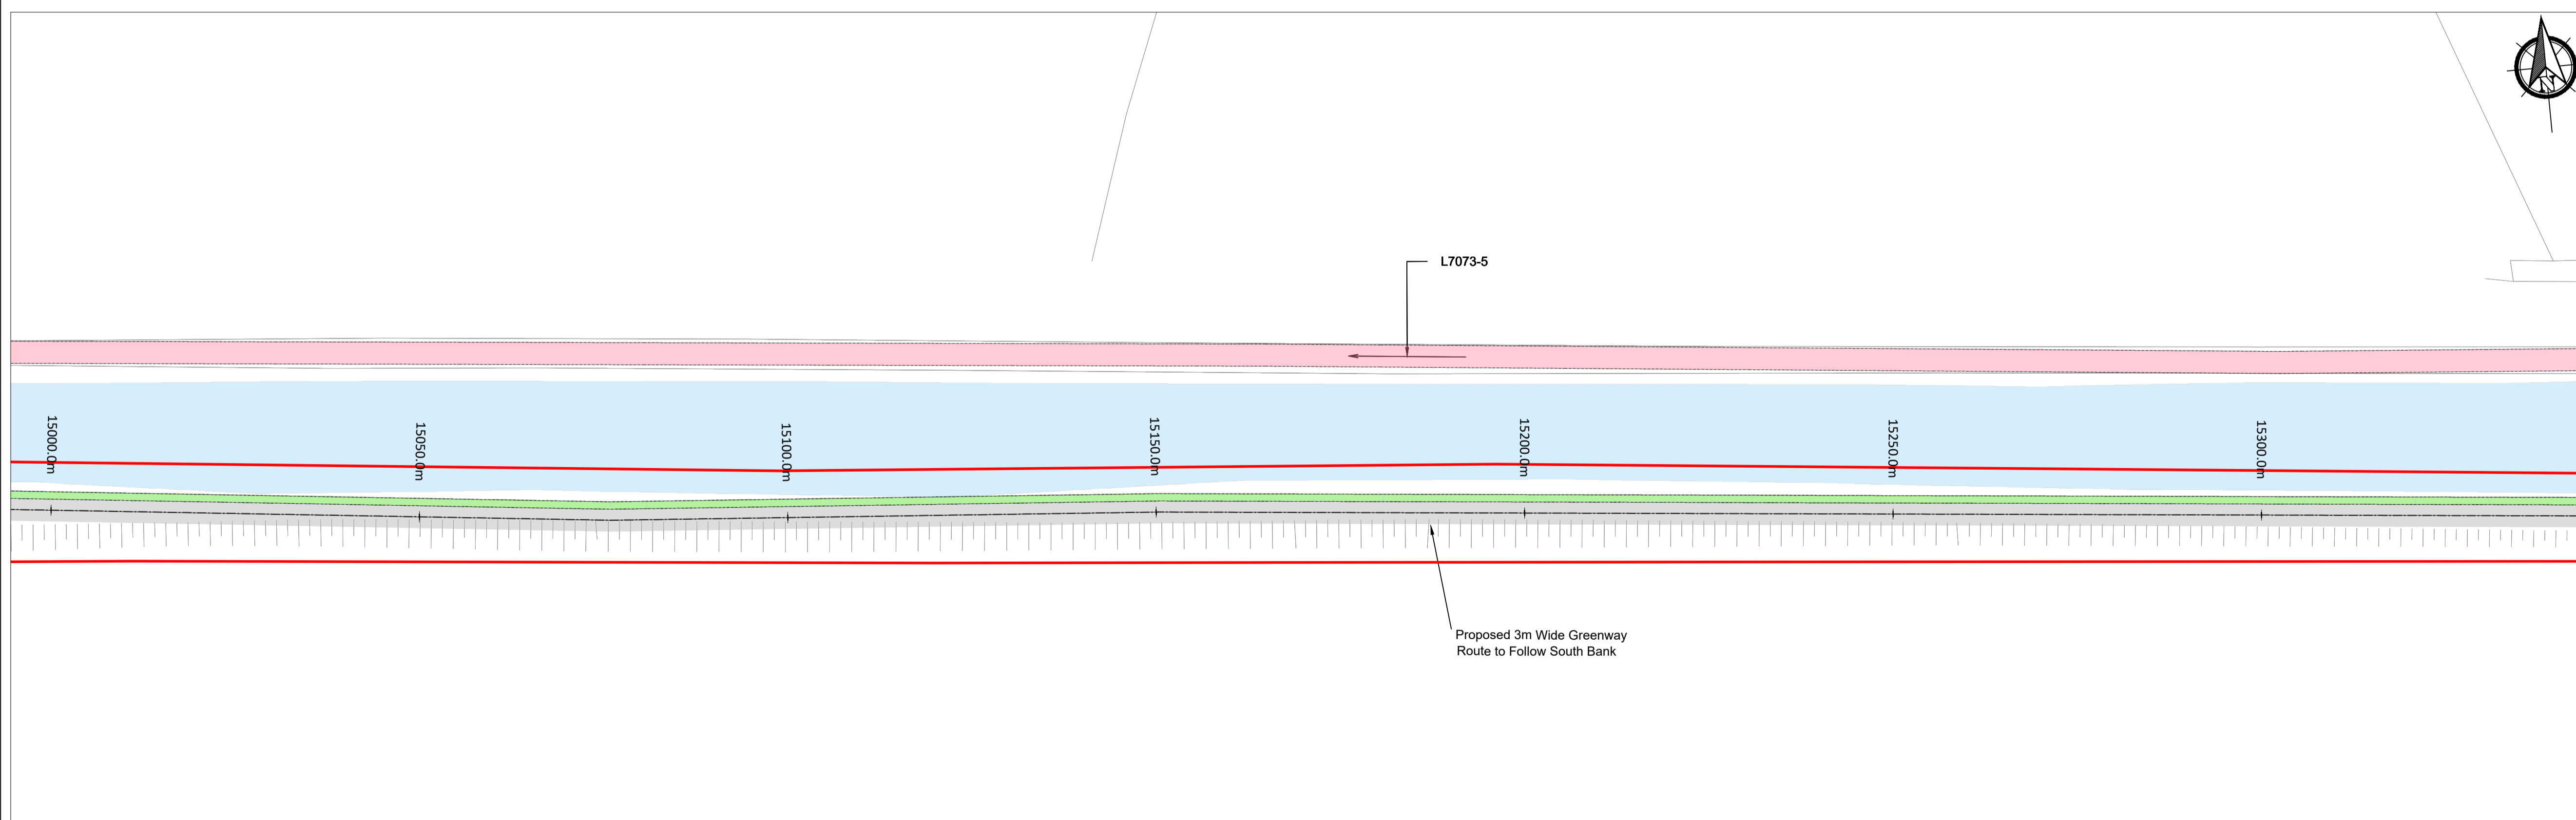 N
L7073-5
15000.0m
15050.0m
15100.0m
15150.0m
15200.0m
15250.0m
15300.0m
Proposed 3m Wide Greenway
Route to Follow South Bank